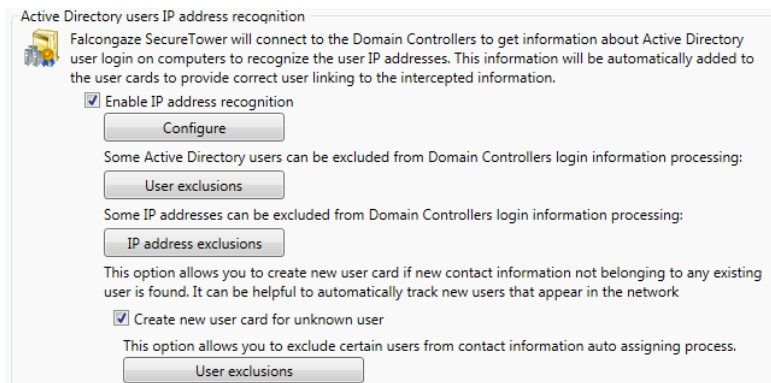 Active Directory users IP address recognition
Falcongaze SecureTower will connect to the Domain Controllers to get information about Active Directory
user login on computers to recognize the user IP addresses. This information will be automatically added to
the user cards to provide correct user linking to the intercepted information.
Enable IP address recognition
Configure
Some Active Directory users can be excluded from Domain Controllers login information processing:
User exclusions
Some IP addresses can be excluded from Domain Controllers login information processing:
IP address exclusions
This option allows you to create new user card if new contact information not belonging to any existing
user is found. It can be helpful to automatically track new users that appear in the network
Create new user card for unknown user
This option allows you to exclude certain users from contact information auto assigning process.
User exclusions